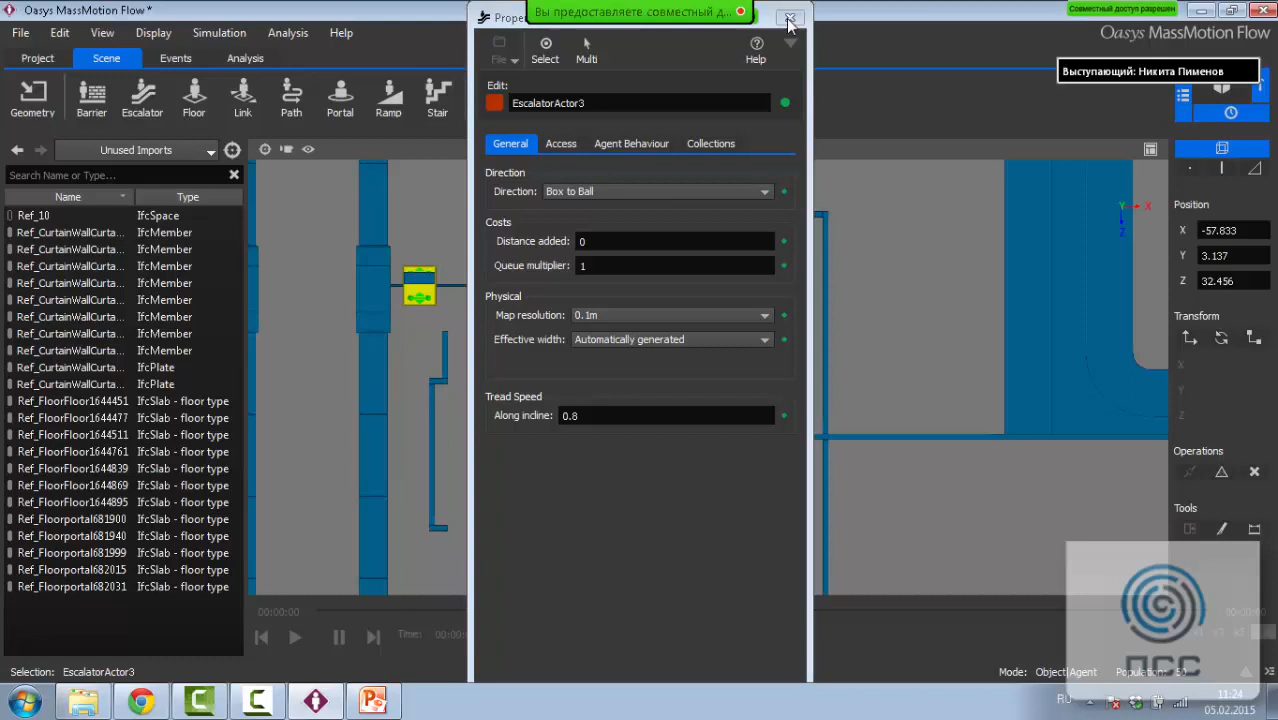 Oasys MassMotion Flow *
Совместный доступ разрешен
File Edit View Display Simulation Analysis Help
Oasys MassMotion Flow
Project Scene Events Analysis
Выступающий: Никита Пименов
Geometry Barrier Escalator Floor Link Path Portal Ramp Stair
Unused Imports
Search Name or Type...
Name Type
Ref_10 IfcSpace
Ref_CurtainWallCurta... IfcMember
Ref_CurtainWallCurta... IfcMember
Ref_CurtainWallCurta... IfcMember
Ref_CurtainWallCurta... IfcMember
Ref_CurtainWallCurta... IfcMember
Ref_CurtainWallCurta... IfcMember
Ref_CurtainWallCurta... IfcMember
Ref_CurtainWallCurta... IfcMember
Ref_CurtainWallCurta... IfcPlate
Ref_CurtainWallCurta... IfcPlate
Ref_FloorFloor1644451 IfcSlab - floor type
Ref_FloorFloor1644477 IfcSlab - floor type
Ref_FloorFloor1644511 IfcSlab - floor type
Ref_FloorFloor1644761 IfcSlab - floor type
Ref_FloorFloor1644839 IfcSlab - floor type
Ref_FloorFloor1644869 IfcSlab - floor type
Ref_FloorFloor1644895 IfcSlab - floor type
Ref_Floorportal681900 IfcSlab - floor type
Ref_Floorportal681940 IfcSlab - floor type
Ref_Floorportal681999 IfcSlab - floor type
Ref_Floorportal682015 IfcSlab - floor type
Ref_Floorportal682031 IfcSlab - floor type
Вы предоставляете совместный д...
File Select Multi Help
Edit:
EscalatorActor3
General Access Agent Behaviour Collections
Direction
Direction: Box to Ball
Costs
Distance added: 0
Queue multiplier: 1
Physical
Map resolution: 0.1m
Effective width: Automatically generated
Tread Speed
Along incline: 0.8
Y X
Z
Position
X -57.833
Y 3.137
Z 32.456
Transform
X
Y
Z
Operations
Tools
00:00:00
Time:
Selection: EscalatorActor3
Mode: Object|Agent
ПСС
RU
11:24
05.02.2015